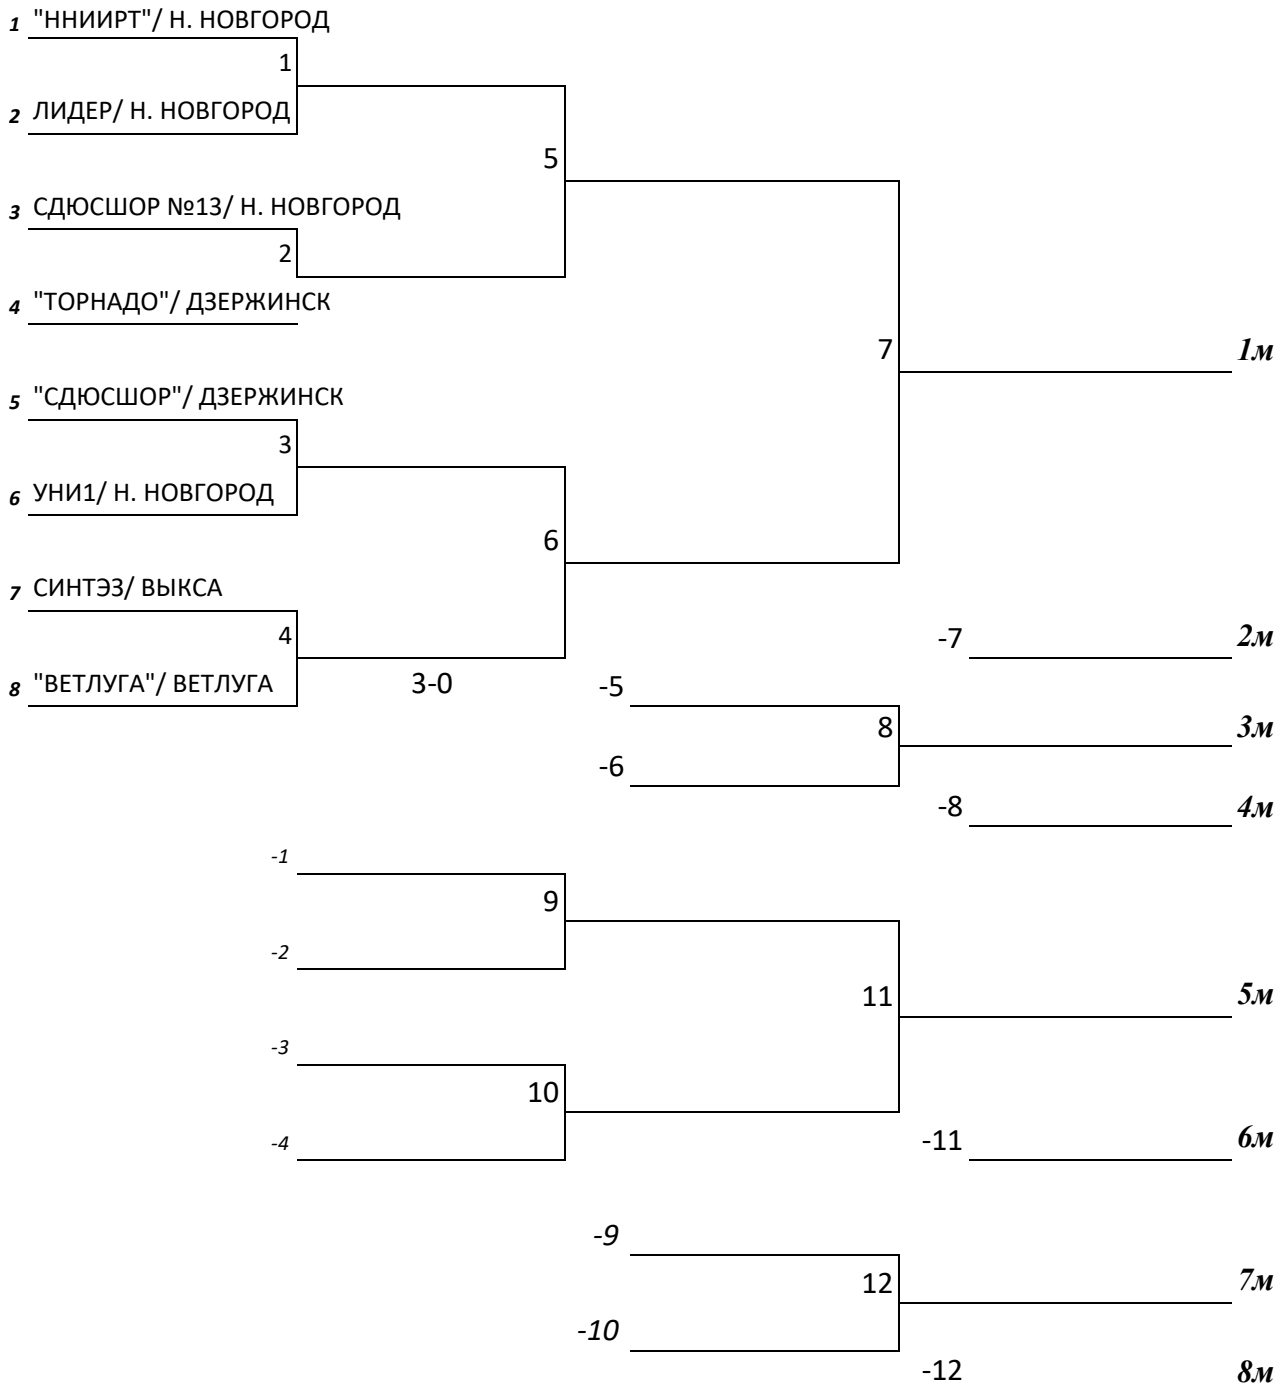 1 "ННИИРТ"/ Н. НОВГОРОД
1
2 ЛИДЕР/ Н. НОВГОРОД
5
3 СДЮСШОР №13/ Н. НОВГОРОД
2
4 "ТОРНАДО"/ ДЗЕРЖИНСК
7
1м
5 "СДЮСШОР"/ ДЗЕРЖИНСК
3
6 УНИ1/ Н. НОВГОРОД
6
7 СИНТЭЗ/ ВЫКСА
4
-7
2м
8 "ВЕТЛУГА"/ ВЕТЛУГА
3-0
-5
8
3м
-6
-8
4м
-1
9
-2
11
5м
-3
10
-4
-11
6м
-9
12
7м
-10
-12
8м